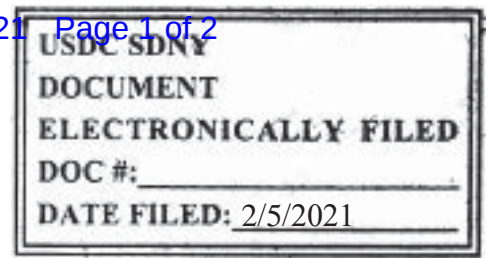 21 Page 1 of 2
USDC SDNY
DOCUMENT
ELECTRONICALLY FILED
DOC #:
DATE FILED: 2/5/2021